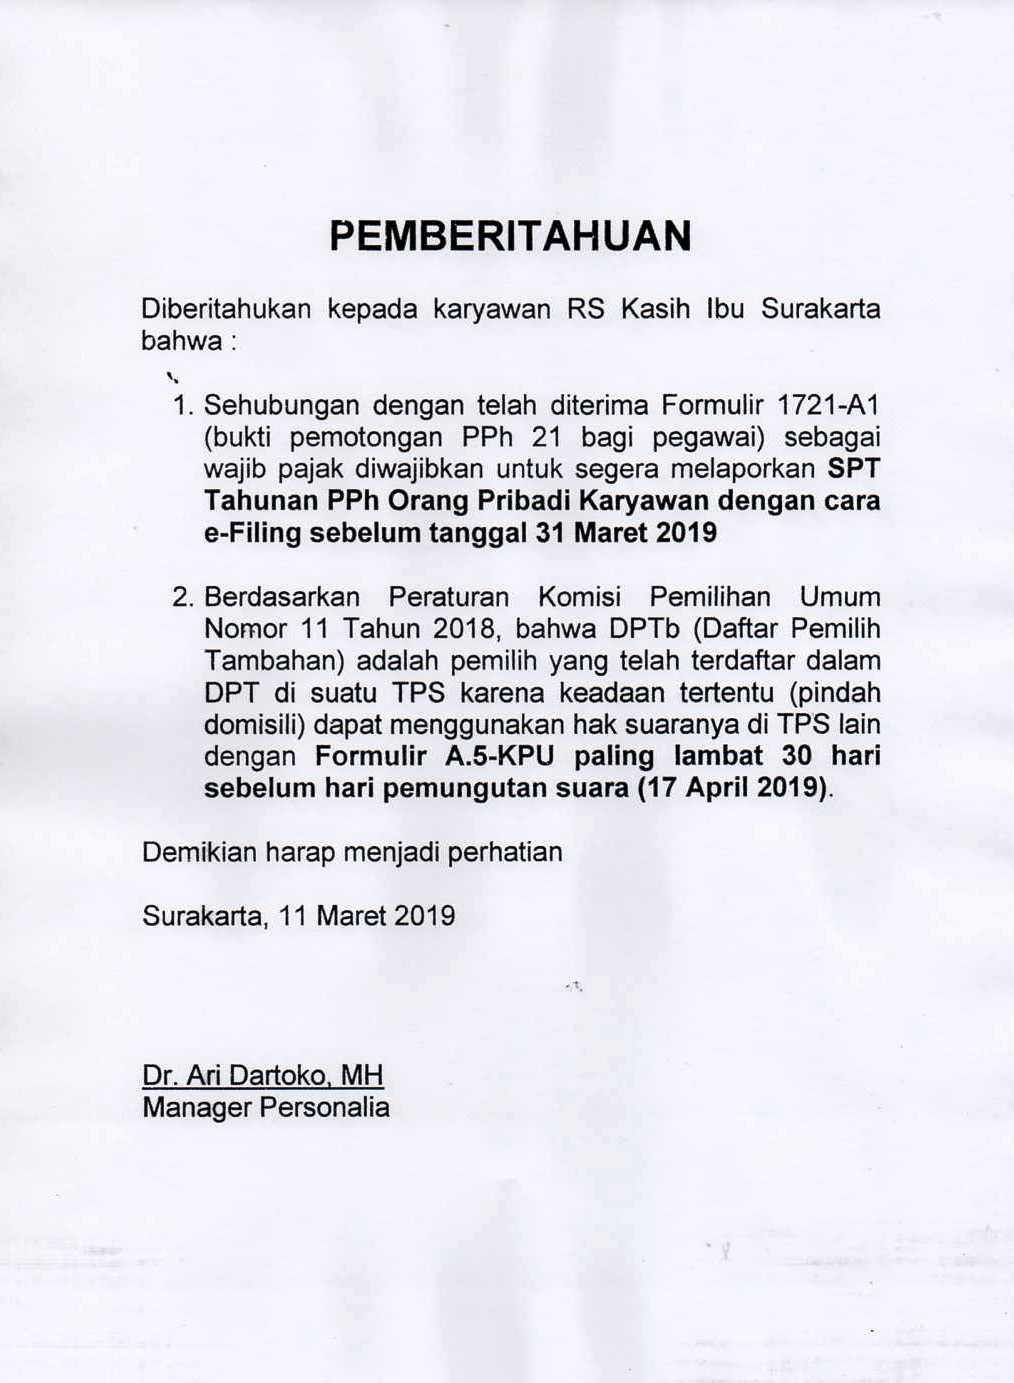 PEMBERITAHUAN
Diberitahukan kepada karyawan RS Kasih Ibu Surakarta
bahwa :
1. Sehubungan dengan telah diterima Formulir 1721-A1
(bukti pemotongan PPh 21 bagi pegawai) sebagai
wajib pajak diwajibkan untuk segera melaporkan SPT
Tahunan PPh Orang Pribadi Karyawan dengan cara
e-Filing sebelum tanggal 31 Maret 2019
2. Berdasarkan Peraturan Komisi Pemilihan Umum
Nomor 11 Tahun 2018, bahwa DPTb (Daftar Pemilih
Tambahan) adalah pemilih yang telah terdaftar dalam
DPT di suatu TPS karena keadaan tertentu (pindah
domisili) dapat menggunakan hak suaranya di TPS lain
dengan Formulir A.5-KPU paling lambat 30 hari
sebelum hari pemungutan suara (17 April 2019).
Demikian harap menjadi perhatian
Surakarta, 11 Maret 2019
Dr. Ari Dartoko, MH
Manager Personalia